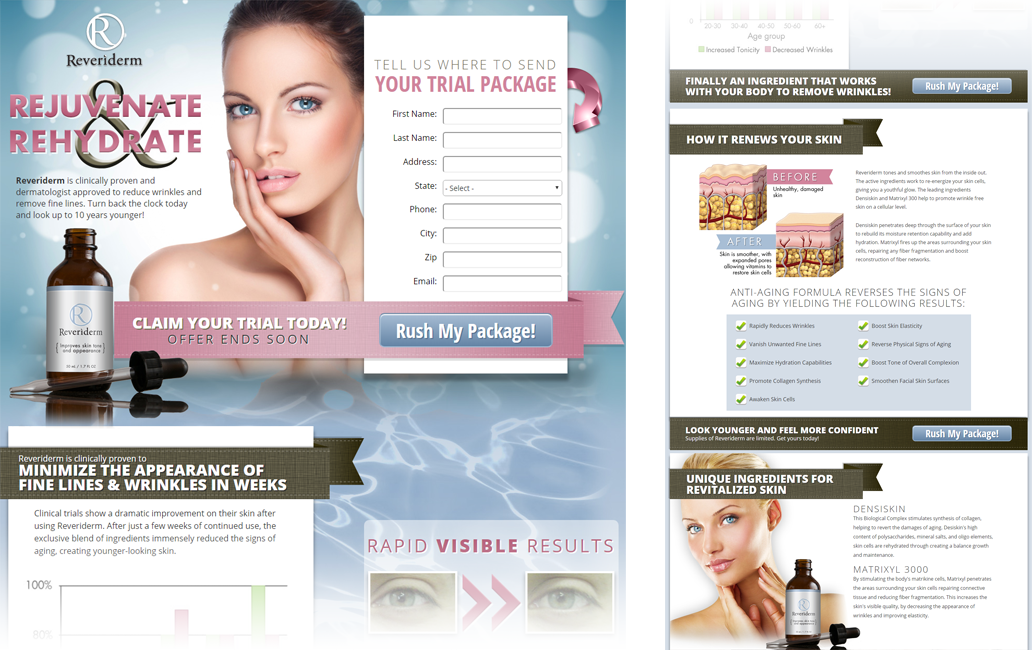 Reveriderm
REJUVENATE
&
REHYDRATE
Reveriderm is clinically proven and
dermatologist approved to reduce wrinkles and
remove fine lines. Turn back the clock today
and look up to 10 years younger!
TELL US WHERE TO SEND
YOUR TRIAL PACKAGE
First Name:
Last Name:
Address:
State:
- Select -
Phone:
City:
Zip
Email:
R
Reveriderm
improves skin tone
and appearance
CLAIM YOUR TRIAL TODAY!
OFFER ENDS SOON
Rush My Package!
Reveriderm is clinically proven to
MINIMIZE THE APPEARANCE OF
FINE LINES & WRINKLES IN WEEKS
Clinical trials show a dramatic improvement on their skin after
using Reveriderm. After just a few weeks of continued use, the
exclusive blend of ingredients immensely reduced the signs of
aging, creating younger-looking skin.
100%
80%
RAPID VISIBLE RESULTS
0
20-30 30-40 40-50 50-60 60+
Age group
Increased Tonicity Decreased Wrinkles
FINALLY AN INGREDIENT THAT WORKS
WITH YOUR BODY TO REMOVE WRINKLES!
Rush My Package!
HOW IT RENEWS YOUR SKIN
BEFORE
Unhealthy, damaged
skin
AFTER
Skin is smoother, with
expanded pores
allowing vitamins to
restore skin cells
Reveriderm tones and smoothes skin from the inside out.
The active ingredients work to re-energize your skin cells,
giving you a youthful glow. The leading ingredients
Densiskin and Matrixyl 300 help to promote wrinkle free
skin on a cellular level.
Densiskin penetrates deep through the surface of your skin
to rebuild its moisture retention capability and add
hydration. Matrixyl fires up the areas surrounding your skin
cells, repairing any fiber fragmentation and boost
reconstruction of fiber networks.
ANTI-AGING FORMULA REVERSES THE SIGNS OF
AGING BY YIELDING THE FOLLOWING RESULTS:
Rapidly Reduces Wrinkles
Vanish Unwanted Fine Lines
Maximize Hydration Capabilities
Promote Collagen Synthesis
Awaken Skin Cells
Boost Skin Elasticity
Reverse Physical Signs of Aging
Boost Tone of Overall Complexion
Smoothen Facial Skin Surfaces
LOOK YOUNGER AND FEEL MORE CONFIDENT
Supplies of Reveriderm are limited. Get yours today!
Rush My Package!
UNIQUE INGREDIENTS FOR
REVITALIZED SKIN
DENSISKIN
This Biological Complex stimulates synthesis of collagen,
helping to revert the damages of aging. Desiskin's high
content of polysaccharides, mineral salts, and oligo elements,
skin cells are rehydrated through creating a balance growth
and maintenance.
MATRIXYL 3000
By stimulating the body's matrikine cells, Matrixyl penetrates
the areas surrounding your skin cells repairing connective
tissue and reducing fiber fragmentation. This increases the
skin's visible quality, by decreasing the appearance of
wrinkles and improving elasticity.
Reveriderm